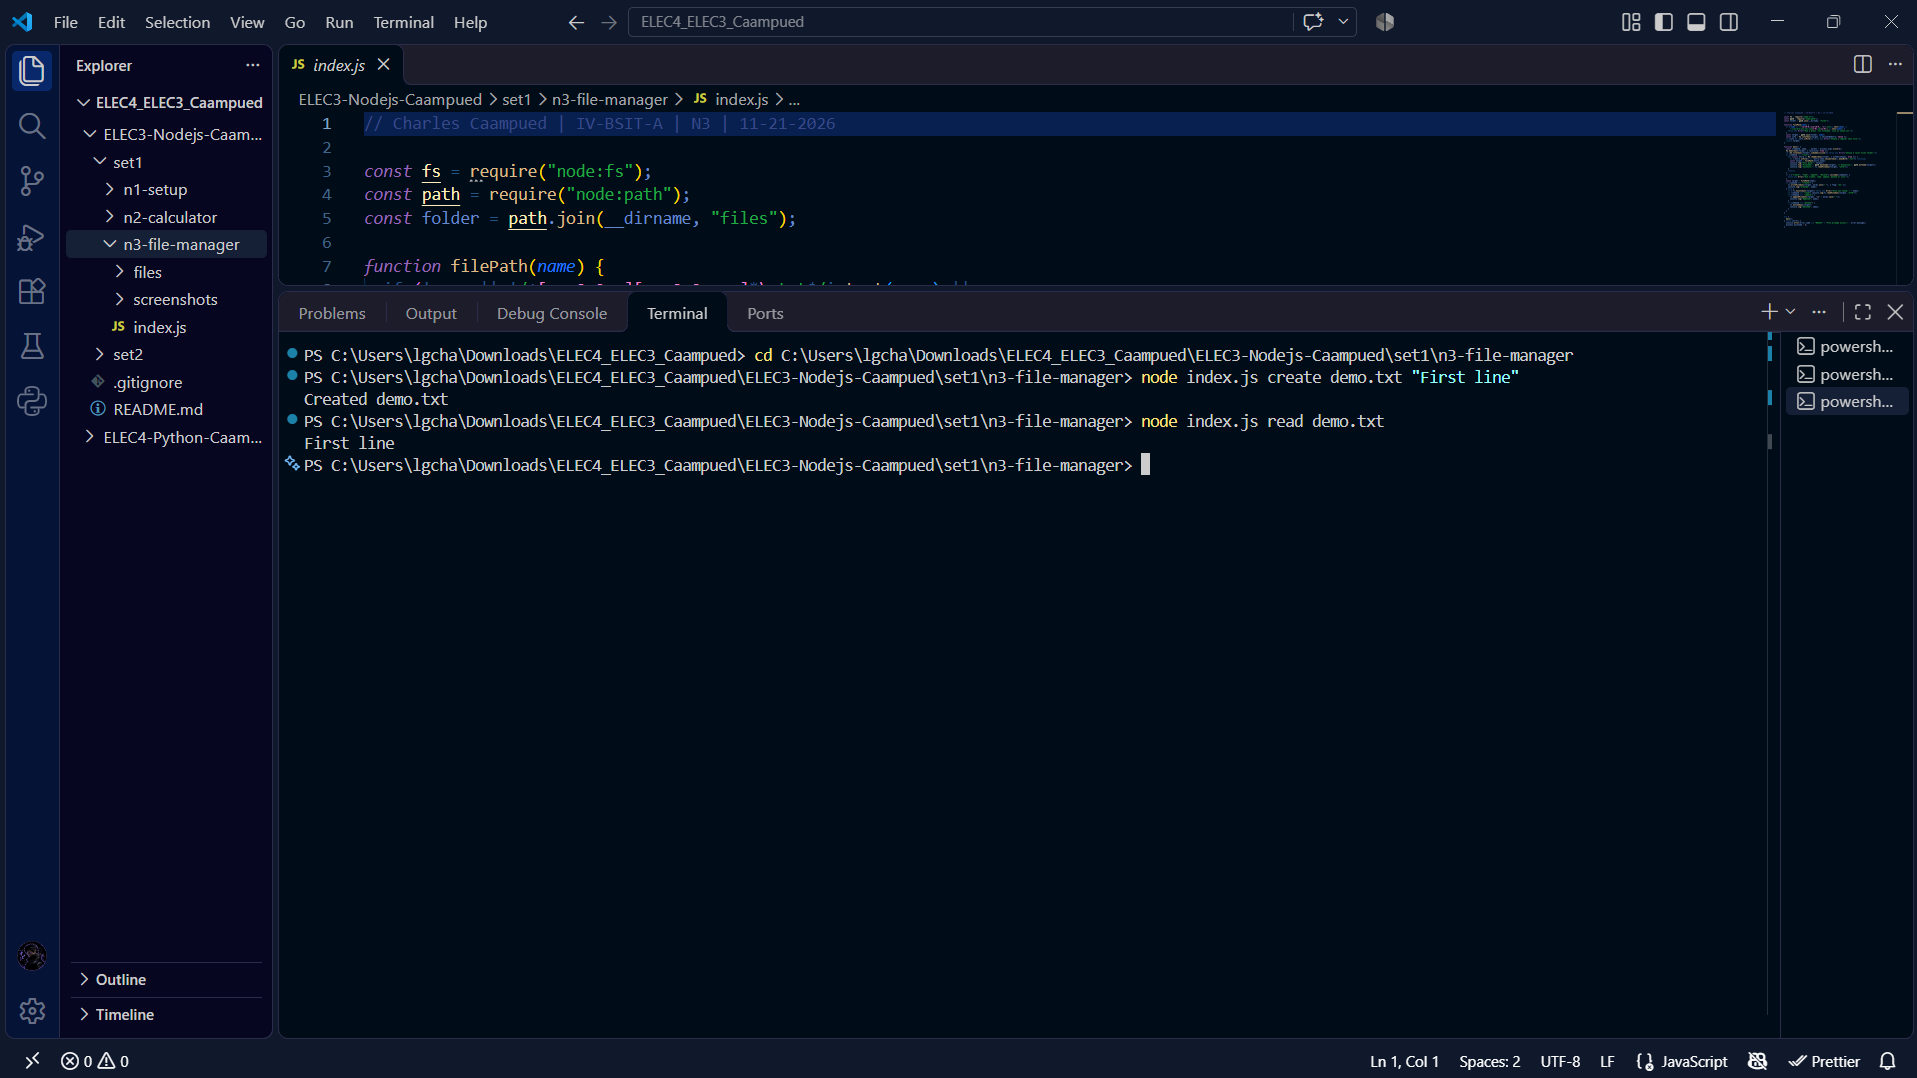 File Edit Selection View Go Run Terminal Help
ELEC4_ELEC3_Caampued
Explorer
ELEC4_ELEC3_Caampued
ELEC3-Nodejs-Caam...
set1
n1-setup
n2-calculator
n3-file-manager
files
screenshots
JS index.js
set2
.gitignore
README.md
ELEC4-Python-Caam...
Outline
Timeline
JS index.js
ELEC3-Nodejs-Caampued > set1 > n3-file-manager > JS index.js > ...
1 // Charles Caampued | IV-BSIT-A | N3 | 11-21-2026
2
3 const fs = require("node:fs");
4 const path = require("node:path");
5 const folder = path.join(__dirname, "files");
6
7 function filePath(name) {
Problems Output Debug Console Terminal Ports
PS C:\Users\lgcha\Downloads\ELEC4_ELEC3_Caampued> cd C:\Users\lgcha\Downloads\ELEC4_ELEC3_Caampued\ELEC3-Nodejs-Caampued\set1\n3-file-manager
PS C:\Users\lgcha\Downloads\ELEC4_ELEC3_Caampued\ELEC3-Nodejs-Caampued\set1\n3-file-manager> node index.js create demo.txt "First line"
Created demo.txt
PS C:\Users\lgcha\Downloads\ELEC4_ELEC3_Caampued\ELEC3-Nodejs-Caampued\set1\n3-file-manager> node index.js read demo.txt
First line
PS C:\Users\lgcha\Downloads\ELEC4_ELEC3_Caampued\ELEC3-Nodejs-Caampued\set1\n3-file-manager>
powersh...
powersh...
powersh...
0 0
Ln 1, Col 1 Spaces: 2 UTF-8 LF JavaScript Prettier